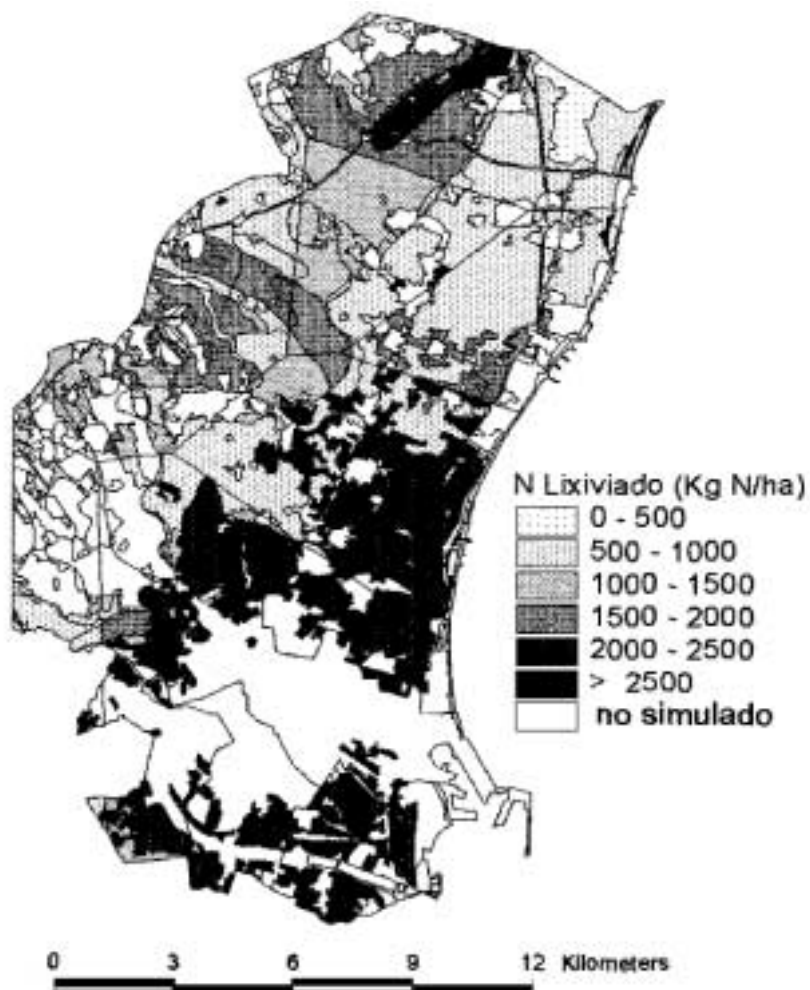 N Lixiviado (Kg N/ha)
0 - 500
500 - 1000
1000 - 1500
1500 - 2000
2000 - 2500
> 2500
no simulado
0 3 6 9 12 Kilometers